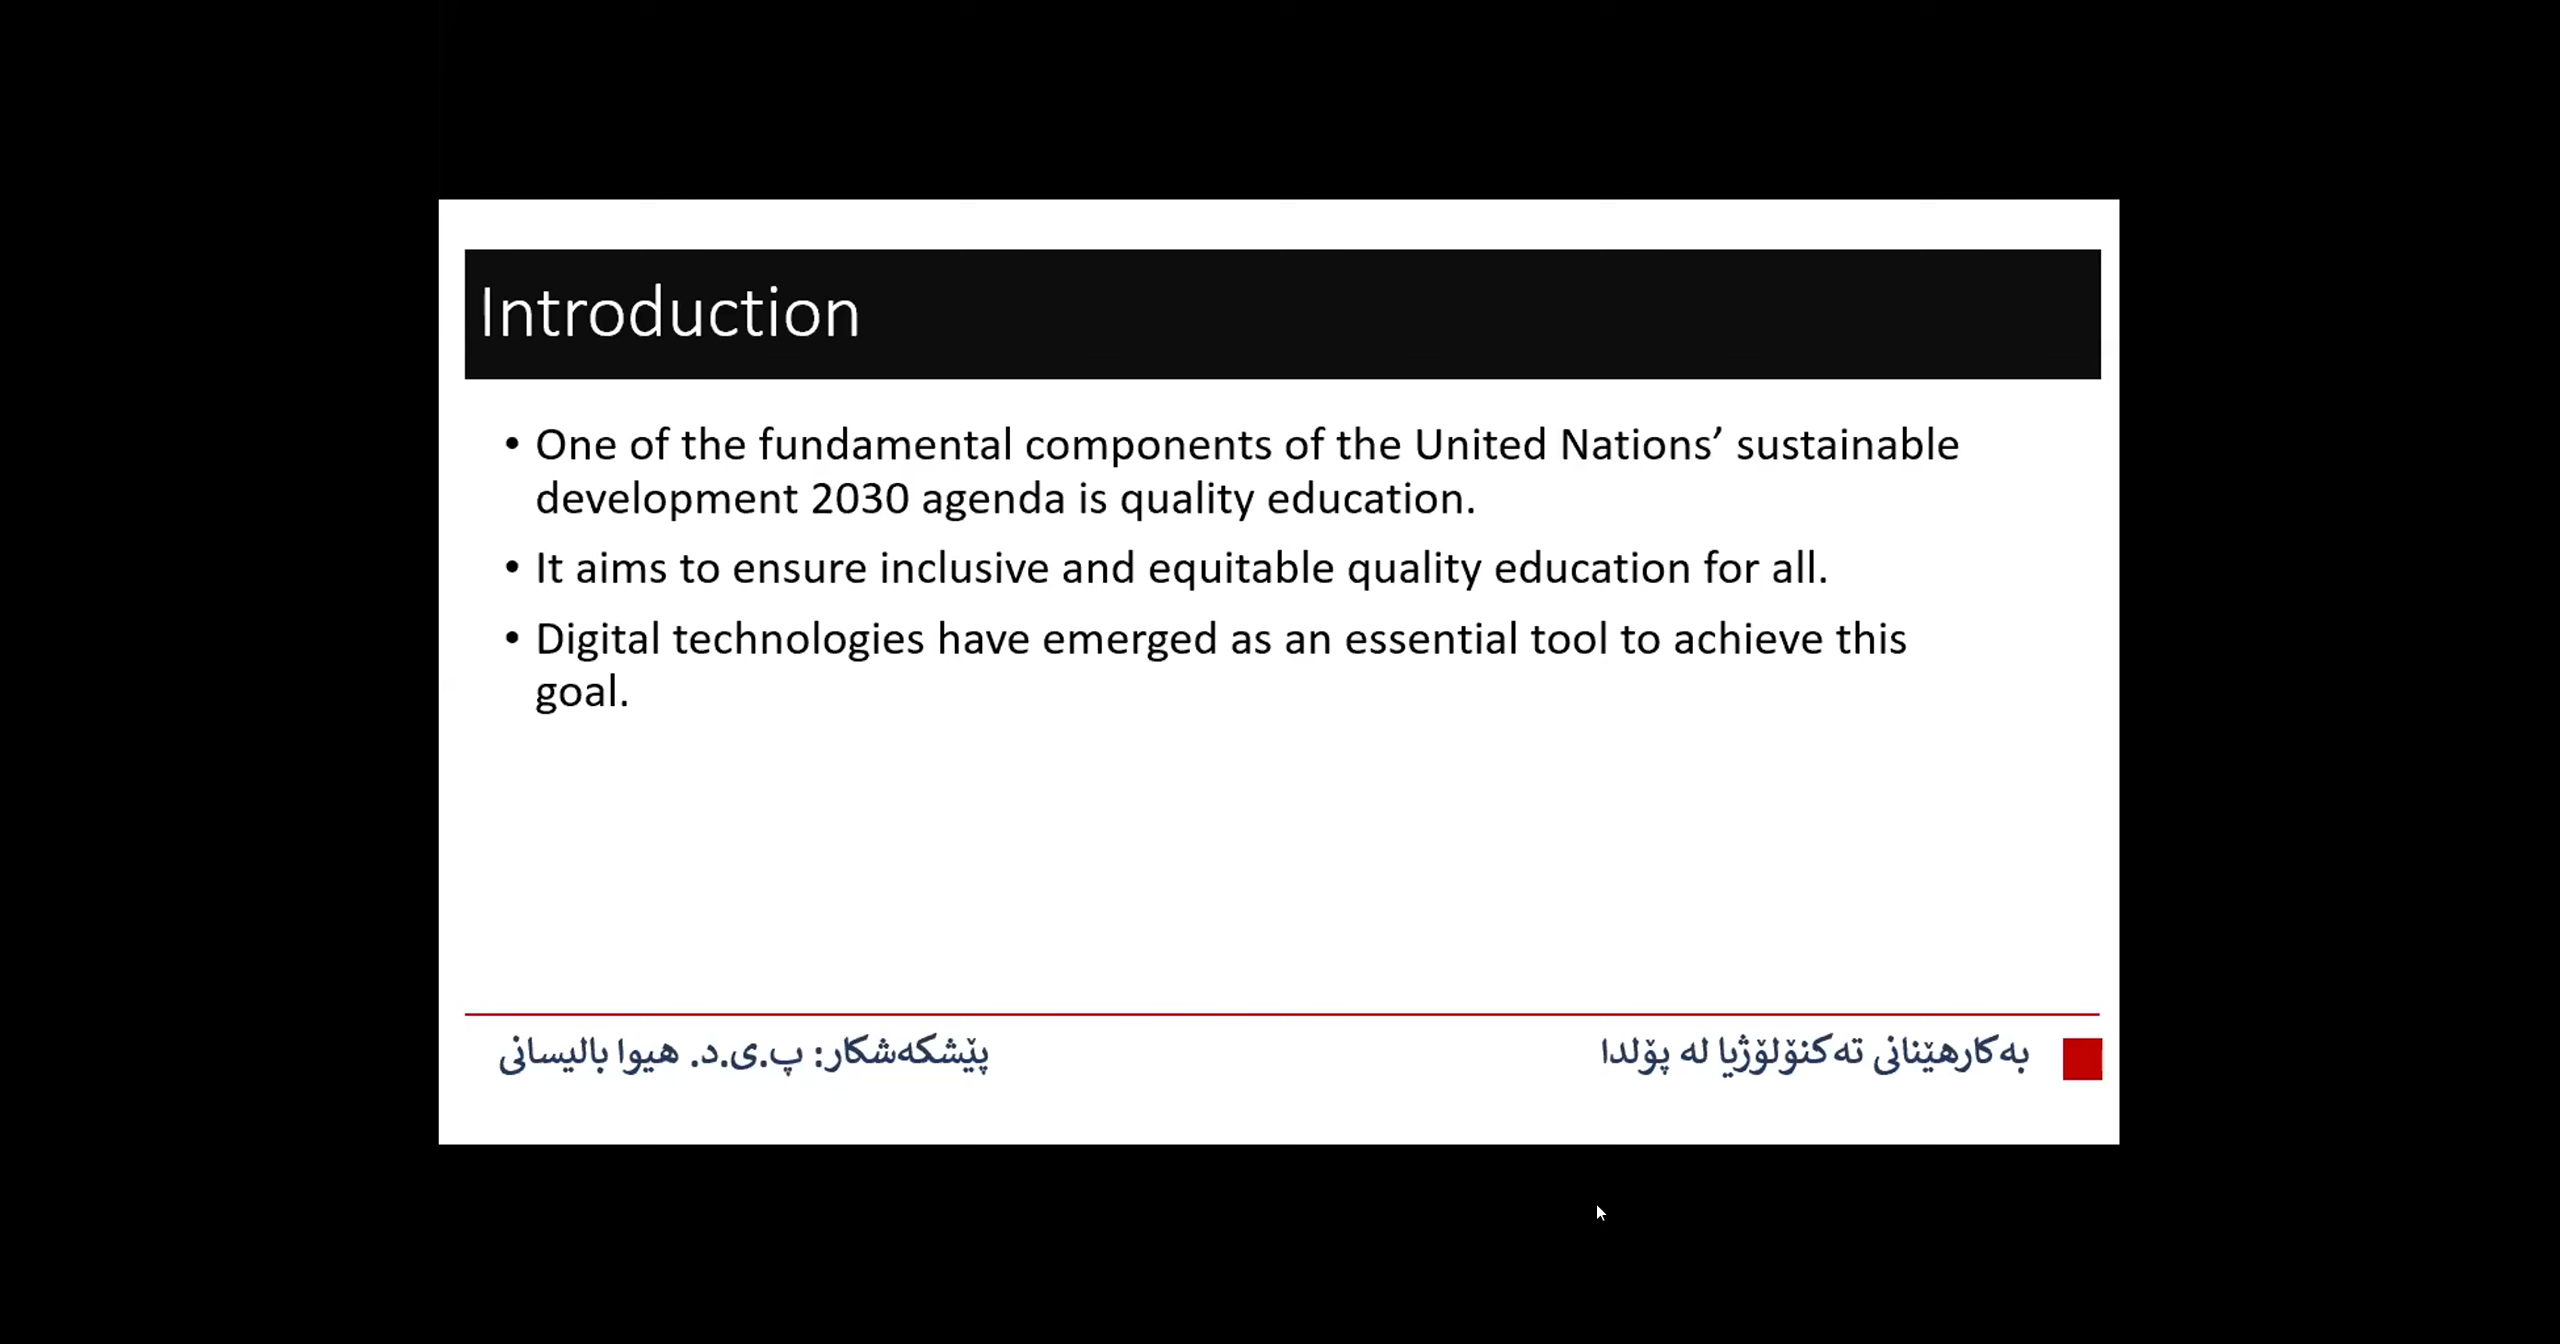 Introduction
• One of the fundamental components of the United Nations’ sustainable
development 2030 agenda is quality education.
• It aims to ensure inclusive and equitable quality education for all.
• Digital technologies have emerged as an essential tool to achieve this
goal.
بەکارهێنانی تەکنۆلۆژیا لە پۆلدا
پێشکەشکار: پ.ی.د. هیوا بالیسانی